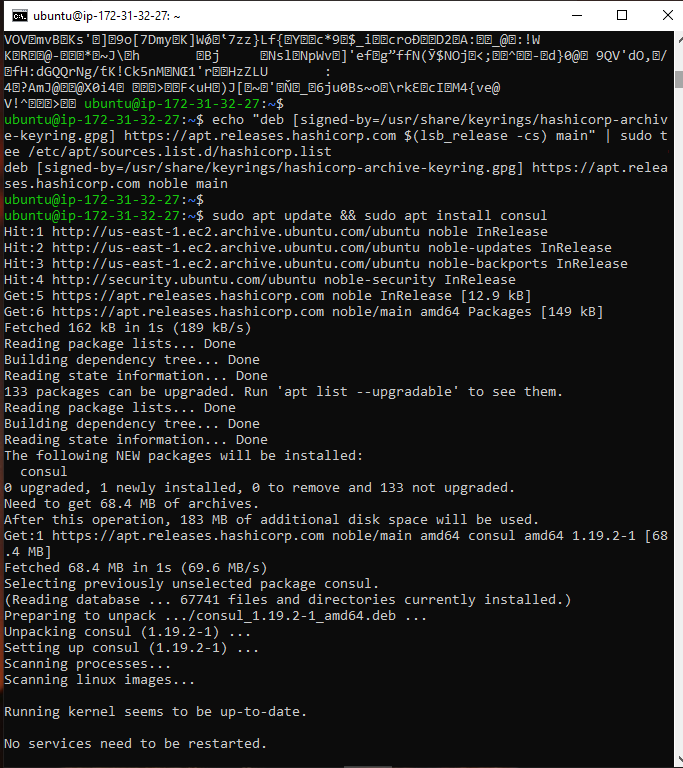 ubuntu@ip-172-31-32-27: ~
ubuntu@ip-172-31-32-27:~$
ubuntu@ip-172-31-32-27:~$ echo "deb [signed-by=/usr/share/keyrings/hashicorp-archiv
e-keyring.gpg] https://apt.releases.hashicorp.com $(lsb_release -cs) main" | sudo t
ee /etc/apt/sources.list.d/hashicorp.list
deb [signed-by=/usr/share/keyrings/hashicorp-archive-keyring.gpg] https://apt.relea
ses.hashicorp.com noble main
ubuntu@ip-172-31-32-27:~$
ubuntu@ip-172-31-32-27:~$ sudo apt update && sudo apt install consul
Hit:1 http://us-east-1.ec2.archive.ubuntu.com/ubuntu noble InRelease
Hit:2 http://us-east-1.ec2.archive.ubuntu.com/ubuntu noble-updates InRelease
Hit:3 http://us-east-1.ec2.archive.ubuntu.com/ubuntu noble-backports InRelease
Hit:4 http://security.ubuntu.com/ubuntu noble-security InRelease
Get:5 https://apt.releases.hashicorp.com noble InRelease [12.9 kB]
Get:6 https://apt.releases.hashicorp.com noble/main amd64 Packages [149 kB]
Fetched 162 kB in 1s (189 kB/s)
Reading package lists... Done
Building dependency tree... Done
Reading state information... Done
133 packages can be upgraded. Run 'apt list --upgradable' to see them.
Reading package lists... Done
Building dependency tree... Done
Reading state information... Done
The following NEW packages will be installed:
  consul
0 upgraded, 1 newly installed, 0 to remove and 133 not upgraded.
Need to get 68.4 MB of archives.
After this operation, 183 MB of additional disk space will be used.
Get:1 https://apt.releases.hashicorp.com noble/main amd64 consul amd64 1.19.2-1 [68
.4 MB]
Fetched 68.4 MB in 1s (69.6 MB/s)
Selecting previously unselected package consul.
(Reading database ... 67741 files and directories currently installed.)
Preparing to unpack .../consul_1.19.2-1_amd64.deb ...
Unpacking consul (1.19.2-1) ...
Setting up consul (1.19.2-1) ...
Scanning processes...
Scanning linux images...
Running kernel seems to be up-to-date.
No services need to be restarted.